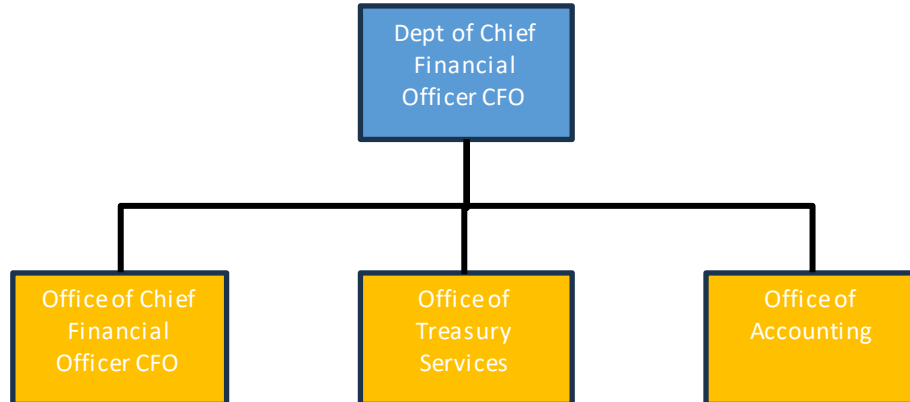 Dept of Chief
Financial
Officer CFO
Office of Chief
Financial
Officer CFO
Office of
Treasury
Services
Office of
Accounting